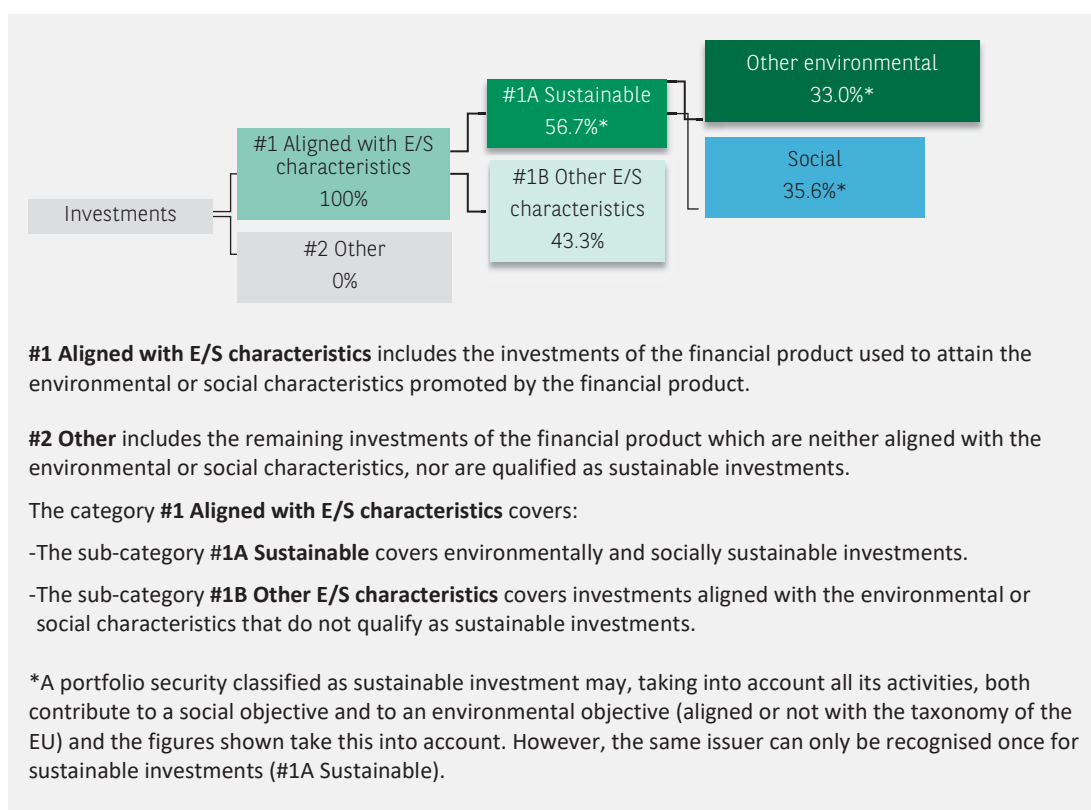 Investments
#1 Aligned with E/S
characteristics
100%
#2 Other
0%
#1A Sustainable
56.7%*
#1B Other E/S
characteristics
43.3%
Other environmental
33.0%*
Social
35.6%*
#1 Aligned with E/S characteristics includes the investments of the financial product used to attain the
environmental or social characteristics promoted by the financial product.
#2 Other includes the remaining investments of the financial product which are neither aligned with the
environmental or social characteristics, nor are qualified as sustainable investments.
The category #1 Aligned with E/S characteristics covers:
-The sub-category #1A Sustainable covers environmentally and socially sustainable investments.
-The sub-category #1B Other E/S characteristics covers investments aligned with the environmental or
social characteristics that do not qualify as sustainable investments.
*A portfolio security classified as sustainable investment may, taking into account all its activities, both
contribute to a social objective and to an environmental objective (aligned or not with the taxonomy of the
EU) and the figures shown take this into account. However, the same issuer can only be recognised once for
sustainable investments (#1A Sustainable).